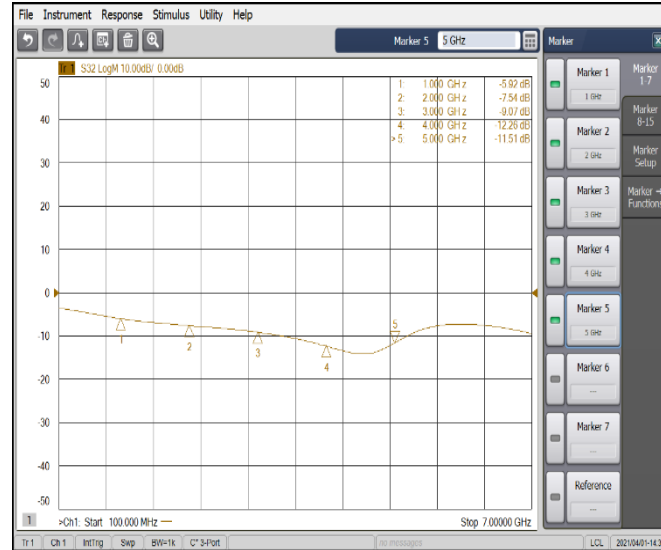 File Instrument Response Stimulus Utility Help
Marker 5 5 GHz
Marker
Tr 1 S32 LogM 10.00dB/ 0.00dB
1: 1.000 GHz -5.92 dB
2: 2.000 GHz -7.54 dB
3: 3.000 GHz -9.07 dB
4: 4.000 GHz -12.26 dB
> 5: 5.000 GHz -11.51 dB
50
40
30
20
10
0
-10
-20
-30
-40
-50
1
2
3
4
5
1
>Ch1: Start 100.000 MHz
Stop 7.00000 GHz
Marker 1
1 GHz
Marker 2
2 GHz
Marker 3
3 GHz
Marker 4
4 GHz
Marker 5
5 GHz
Marker 6
---
Marker 7
---
Reference
---
Marker
1-7
Marker
8-15
Marker
Setup
Marker →
Functions
Tr 1 Ch 1 IntTrig Swp BW=1k C* 3-Port no messages LCL